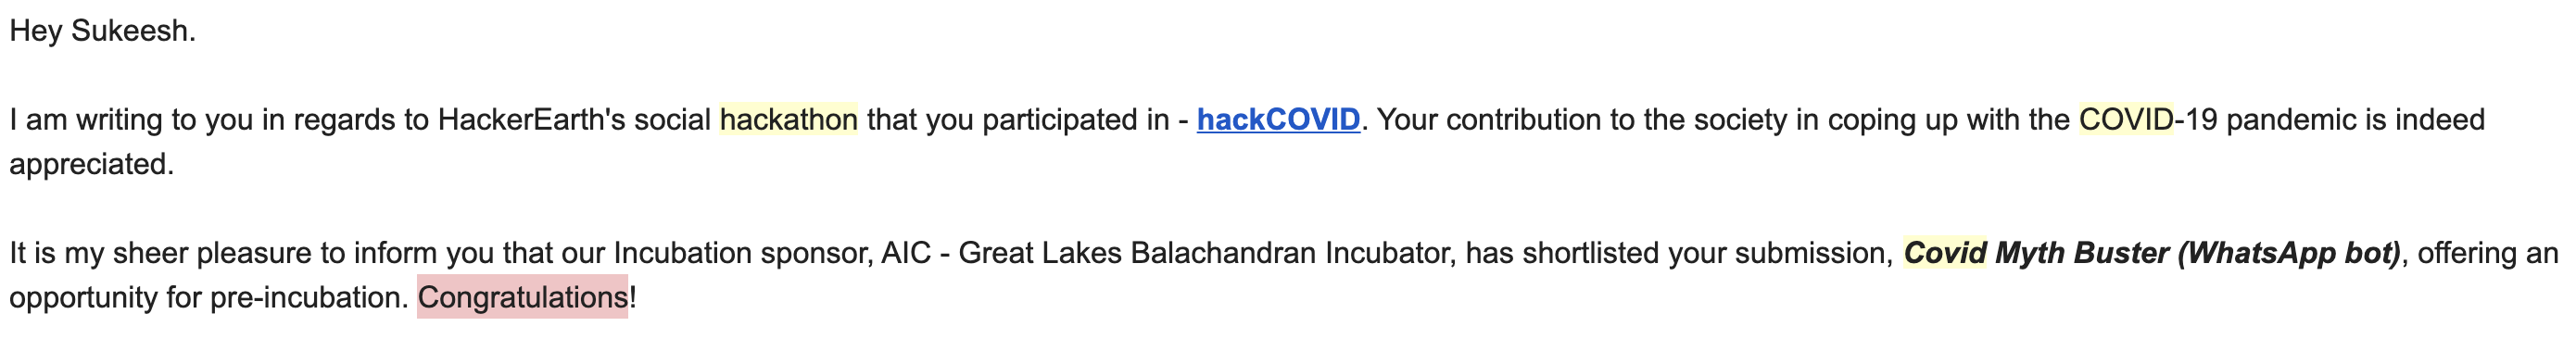 Hey Sukeesh.
I am writing to you in regards to HackerEarth's social hackathon that you participated in - hackCOVID. Your contribution to the society in coping up with the COVID-19 pandemic is indeed
appreciated.
It is my sheer pleasure to inform you that our Incubation sponsor, AIC - Great Lakes Balachandran Incubator, has shortlisted your submission, Covid Myth Buster (WhatsApp bot), offering an
opportunity for pre-incubation. Congratulations!